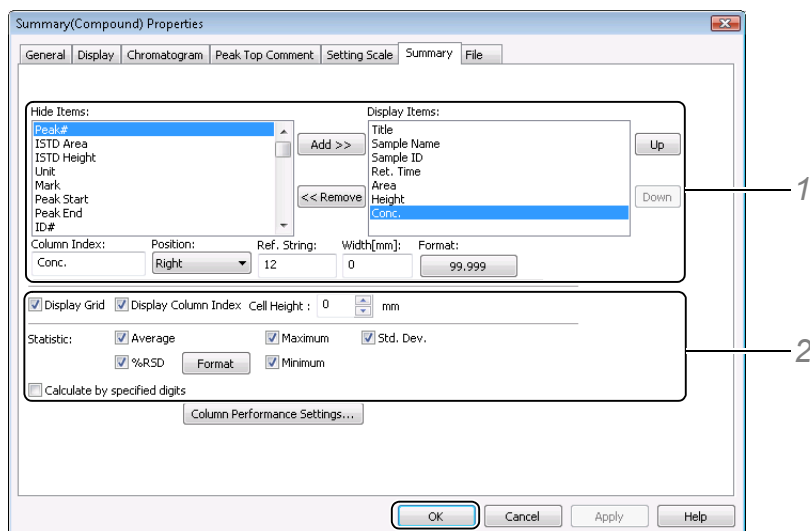 Summary(Compound) Properties
General Display Chromatogram Peak Top Comment Setting Scale Summary File
Hide Items: Display Items:
Peak# Title
ISTD Area Add >> Sample Name Up
ISTD Height Sample ID
Unit Ret. Time
Mark Area
Peak Start << Remove Height Down 1
Peak End Conc.
ID#
Column Index: Position: Ref. String: Width[mm]: Format:
Conc. Right 12 0 99.999
Display Grid Display Column Index Cell Height : 0 mm
Statistic: Average Maximum Std. Dev.
%RSD Format Minimum 2
Calculate by specified digits
Column Performance Settings...
OK Cancel Apply Help